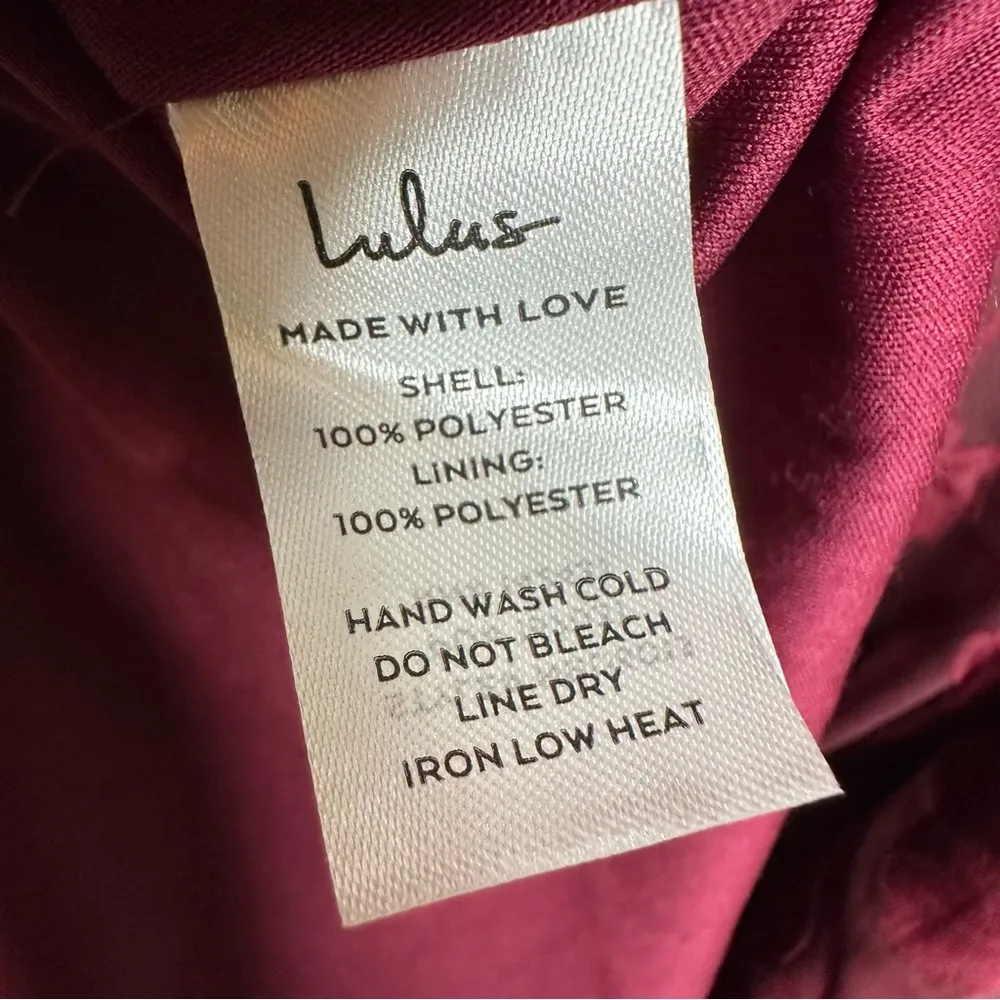 Lulus
MADE WITH LOVE
SHELL:
100% POLYESTER
LINING:
100% POLYESTER
HAND WASH COLD
DO NOT BLEACH
LINE DRY
IRON LOW HEAT